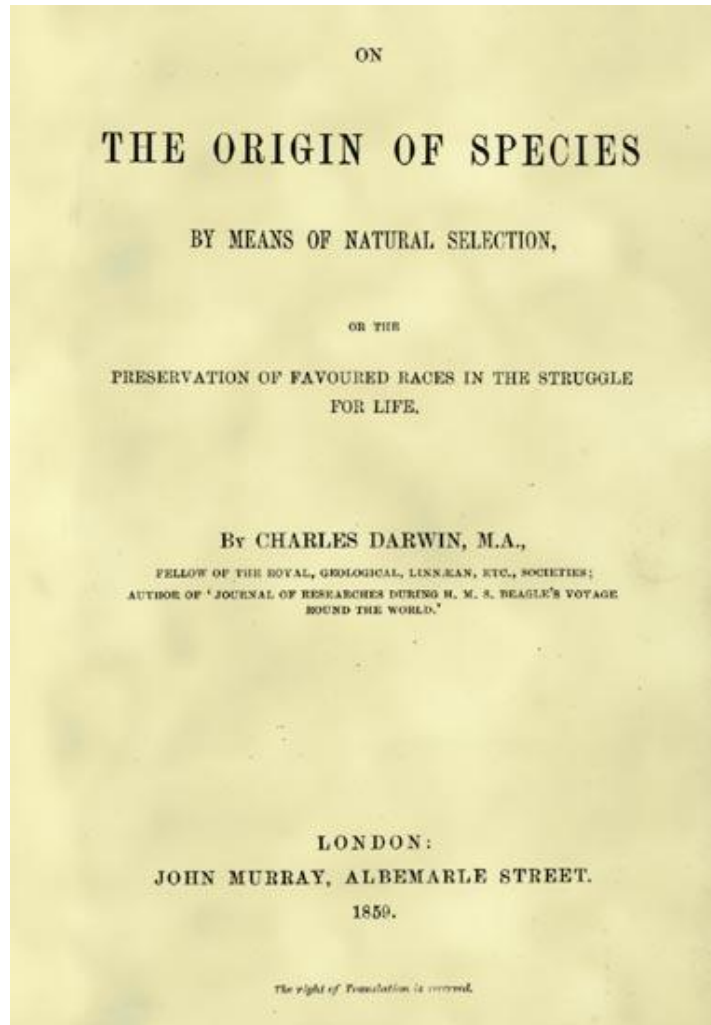 ON
THE ORIGIN OF SPECIES
BY MEANS OF NATURAL SELECTION,
OR THE
PRESERVATION OF FAVOURED RACES IN THE STRUGGLE
FOR LIFE.
By CHARLES DARWIN, M.A.,
FELLOW OF THE ROYAL, GEOLOGICAL, LINNÆAN, ETC., SOCIETIES;
AUTHOR OF 'JOURNAL OF RESEARCHES DURING H. M. S. BEAGLE'S VOYAGE
ROUND THE WORLD.'
LONDON:
JOHN MURRAY, ALBEMARLE STREET.
1859.
The right of Translation is reserved.